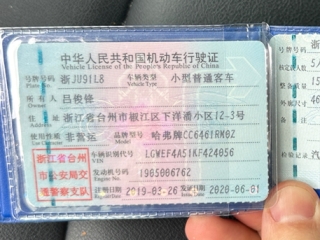 中华人民共和国机动车行驶证
Vehicle License of the People's Republic of China
号牌号码 浙JU91L8 车辆类型 小型普通客车
Plate No. Vehicle Type
所有人 吕俊锋
住址 浙江省台州市椒江区下洋潘小区12-3号
使用性质 非营运 品牌型号 哈弗牌CC6461RM0Z
浙江省台州市公安局交通警察支队
车辆识别代号 LGWEF4A51KF424056
VIN
发动机号码 1905006762
注册日期 2019-03-26 发证日期 2020-06-01